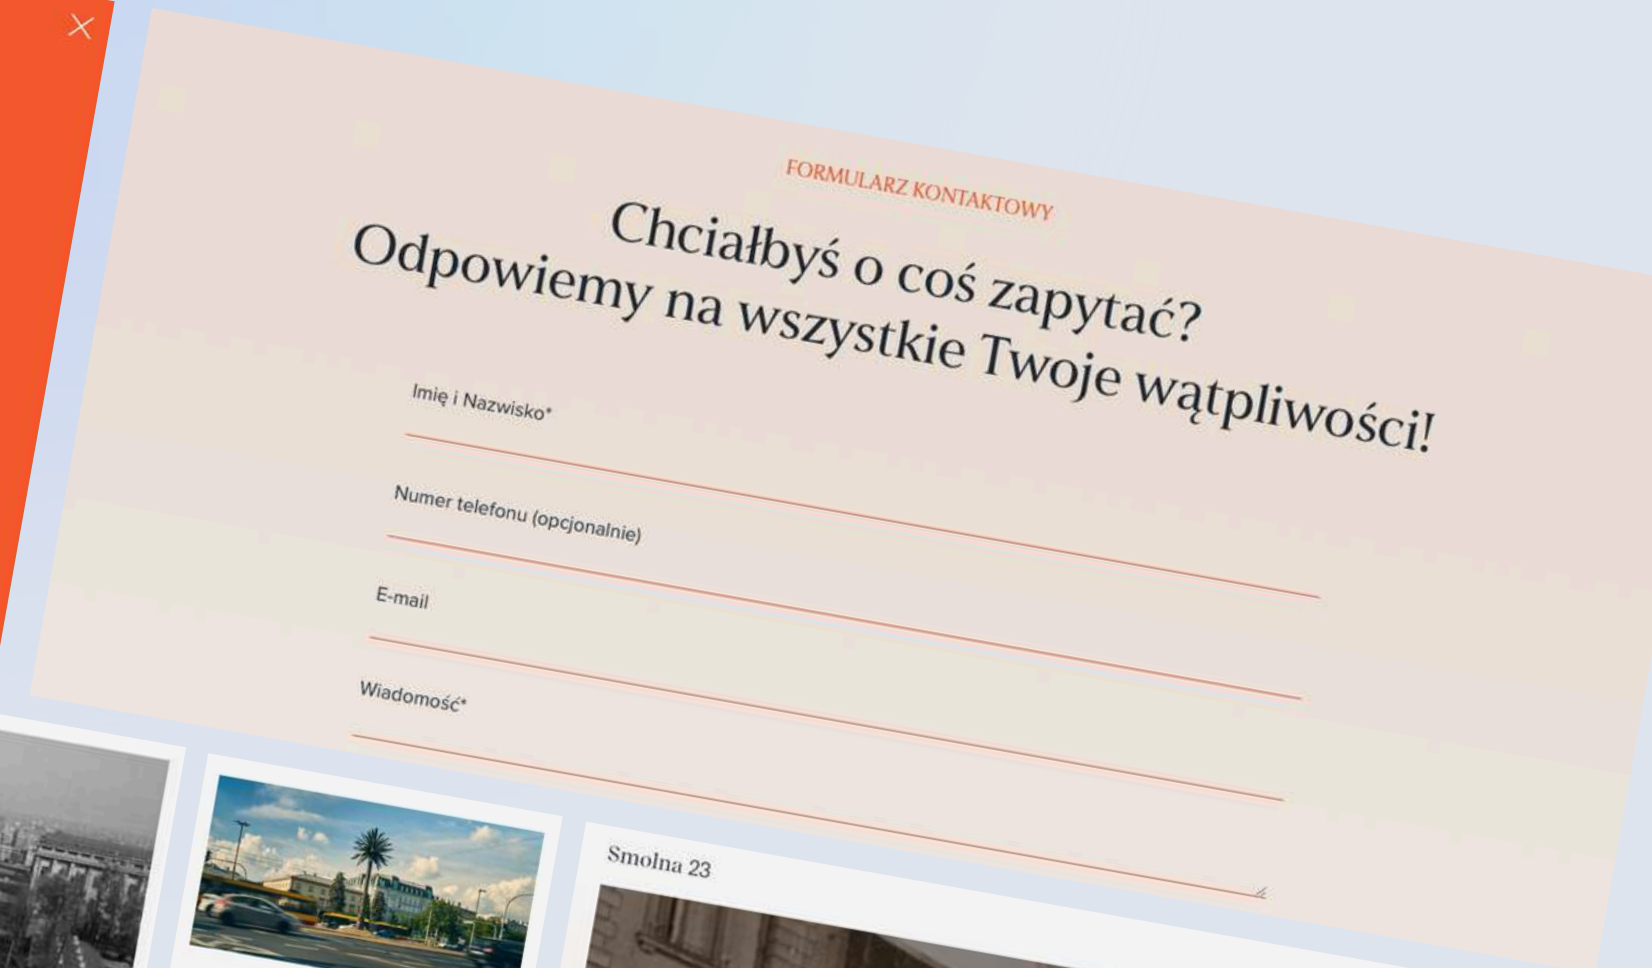 FORMULARZ KONTAKTOWY
Chciałbyś o coś zapytać?
Odpowiemy na wszystkie Twoje wątpliwości!
Imię i Nazwisko*
Numer telefonu (opcjonalnie)
E-mail
Wiadomość*
Smolna 23